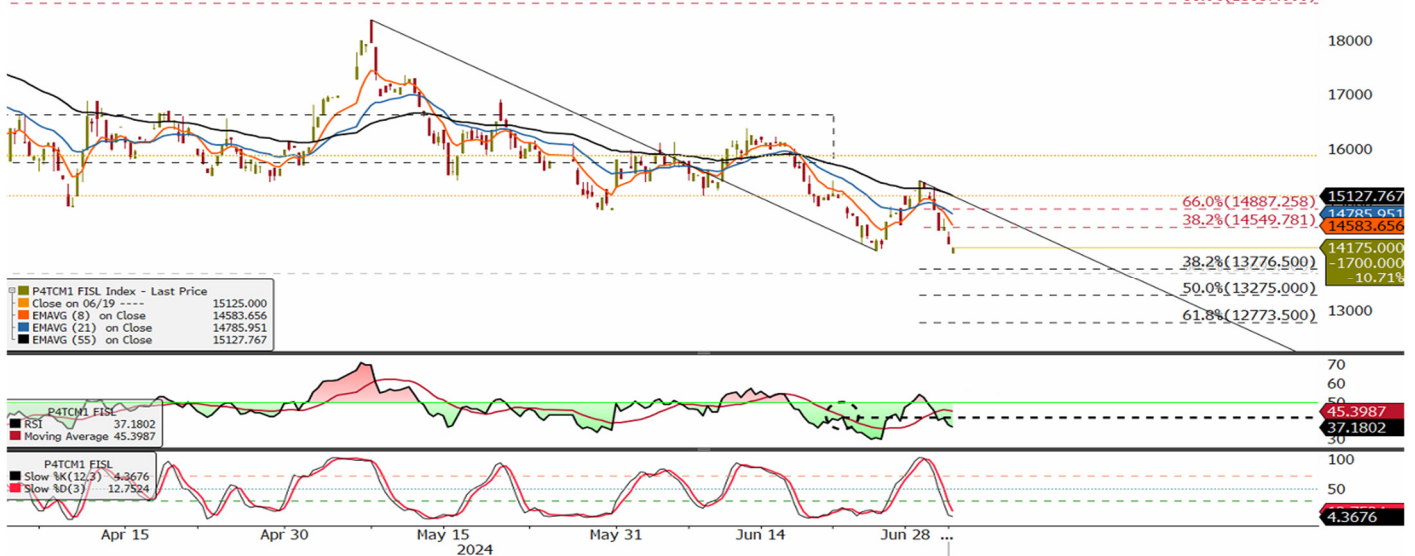 18000
17000
16000
15127.767
66.0%(14887.258)
14785.951
38.2%(14549.781)
14583.656
14175.000
-1700.000
-10.71%
38.2%(13776.500)
50.0%(13275.000)
13000
61.8%(12773.500)
P4TCM1 FISL Index - Last Price
Close on 06/19 ---- 15125.000
EMAVG (8) on Close 14583.656
EMAVG (21) on Close 14785.951
EMAVG (55) on Close 15127.767
70
60
50
45.3987
37.1802
30
P4TCM1 FISL
RSI 37.1802
Moving Average 45.3987
100
50
4.3676
P4TCM1 FISL
Slow %K(12,3) 4.3676
Slow %D(3) 12.7524
Apr 15 Apr 30 May 15 May 31 Jun 14 Jun 28 ...
2024